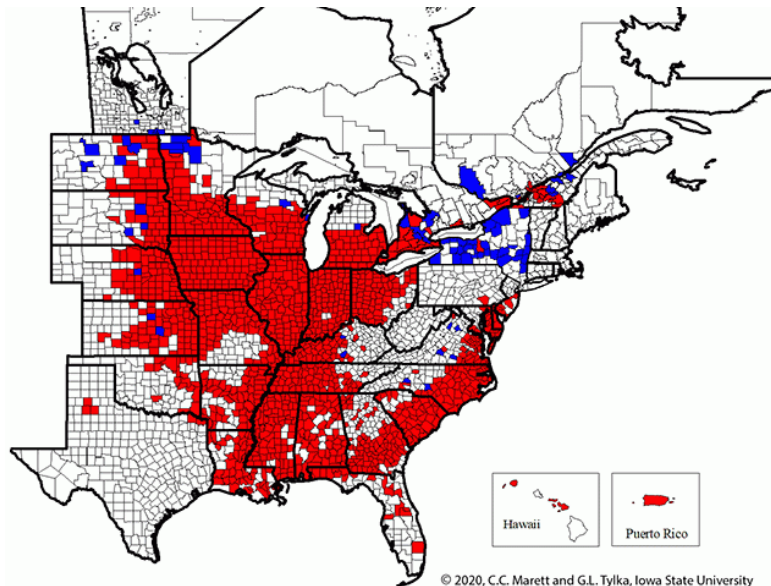 Hawaii
Puerto Rico
© 2020, C.C. Marett and G.L. Tylka, Iowa State University